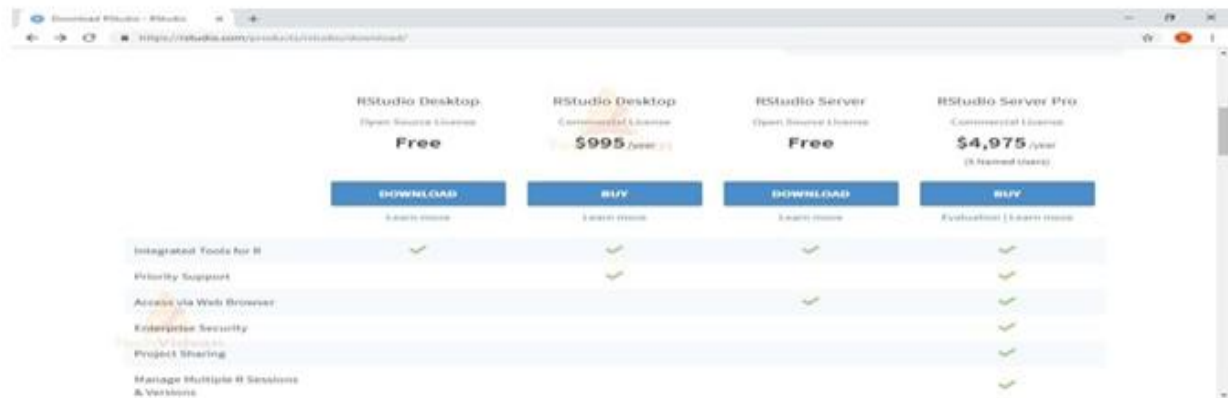 Download RStudio - RStudio
https://rstudio.com/products/rstudio/download/
RStudio Desktop RStudio Desktop RStudio Server RStudio Server Pro
Open Source License Commercial License Open Source License Commercial License
Free $995 /year Free $4,975 /year
(5 Named Users)
DOWNLOAD BUY DOWNLOAD BUY
Learn more Learn more Learn more Evaluation | Learn more
Integrated Tools for R
Priority Support
Access via Web Browser
Enterprise Security
Project Sharing
Manage Multiple R Sessions
& Versions